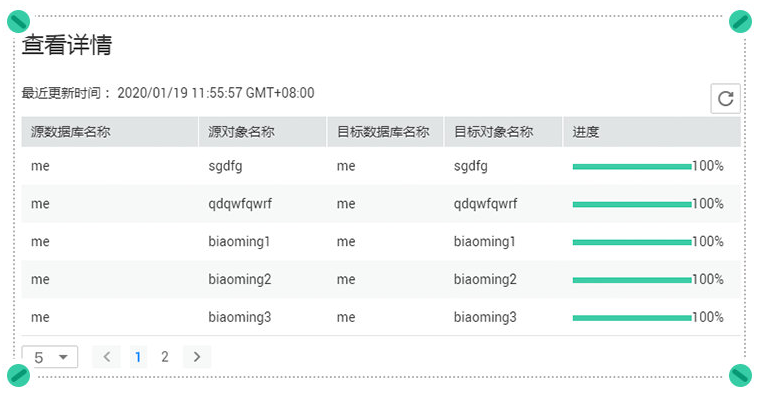 查看详情
最近更新时间： 2020/01/19 11:55:57 GMT+08:00
源数据库名称 源对象名称 目标数据库名称 目标对象名称 进度
me sgdfg me sgdfg 100%
me qdqwfqwrf me qdqwfqwrf 100%
me biaoming1 me biaoming1 100%
me biaoming2 me biaoming2 100%
me biaoming3 me biaoming3 100%
5 1 2